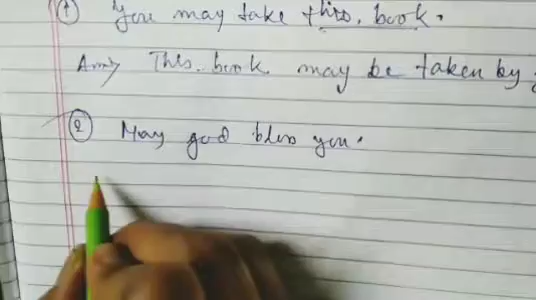 ① You may take this book.
Ans This book may be taken by
② May god bless you.